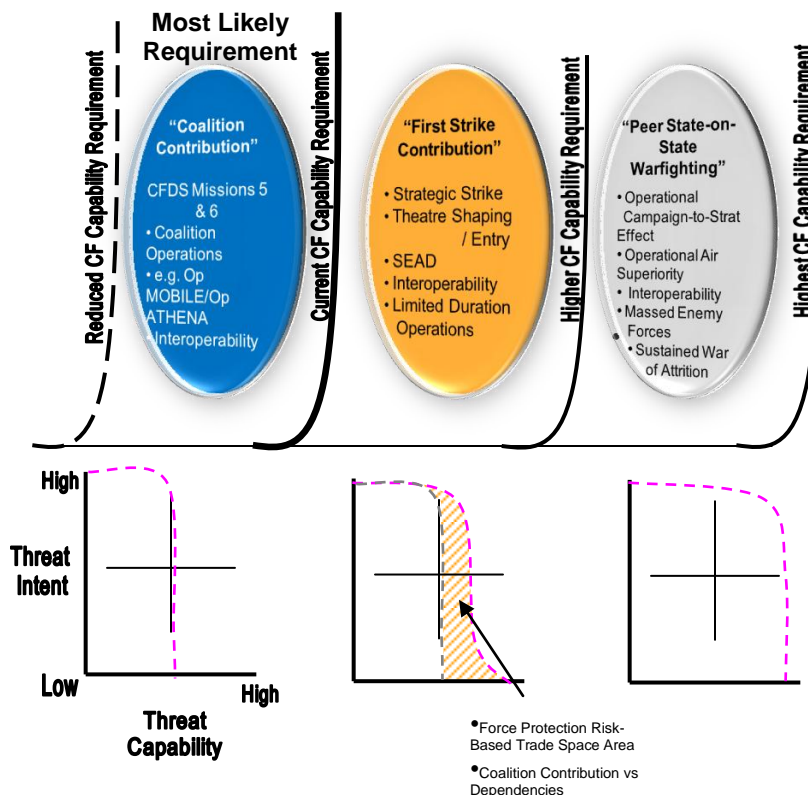 Most Likely
Requirement
Reduced CF Capability Requirement
“Coalition
Contribution”
CFDS Missions 5
& 6
• Coalition
Operations
• e.g. Op
MOBILE/Op
ATHENA
• Interoperability
Current CF Capability Requirement
“First Strike
Contribution”
• Strategic Strike
• Theatre Shaping
/ Entry
• SEAD
• Interoperability
• Limited Duration
Operations
Higher CF Capability Requirement
“Peer State-on-
State
Warfighting”
• Operational
Campaign-to-Strat
Effect
• Operational Air
Superiority
• Interoperability
• Massed Enemy
Forces
• Sustained War
of Attrition
Highest CF Capability Requirement
High
Threat
Intent
Low
High
Threat
Capability
•Force Protection Risk-
Based Trade Space Area
•Coalition Contribution vs
Dependencies